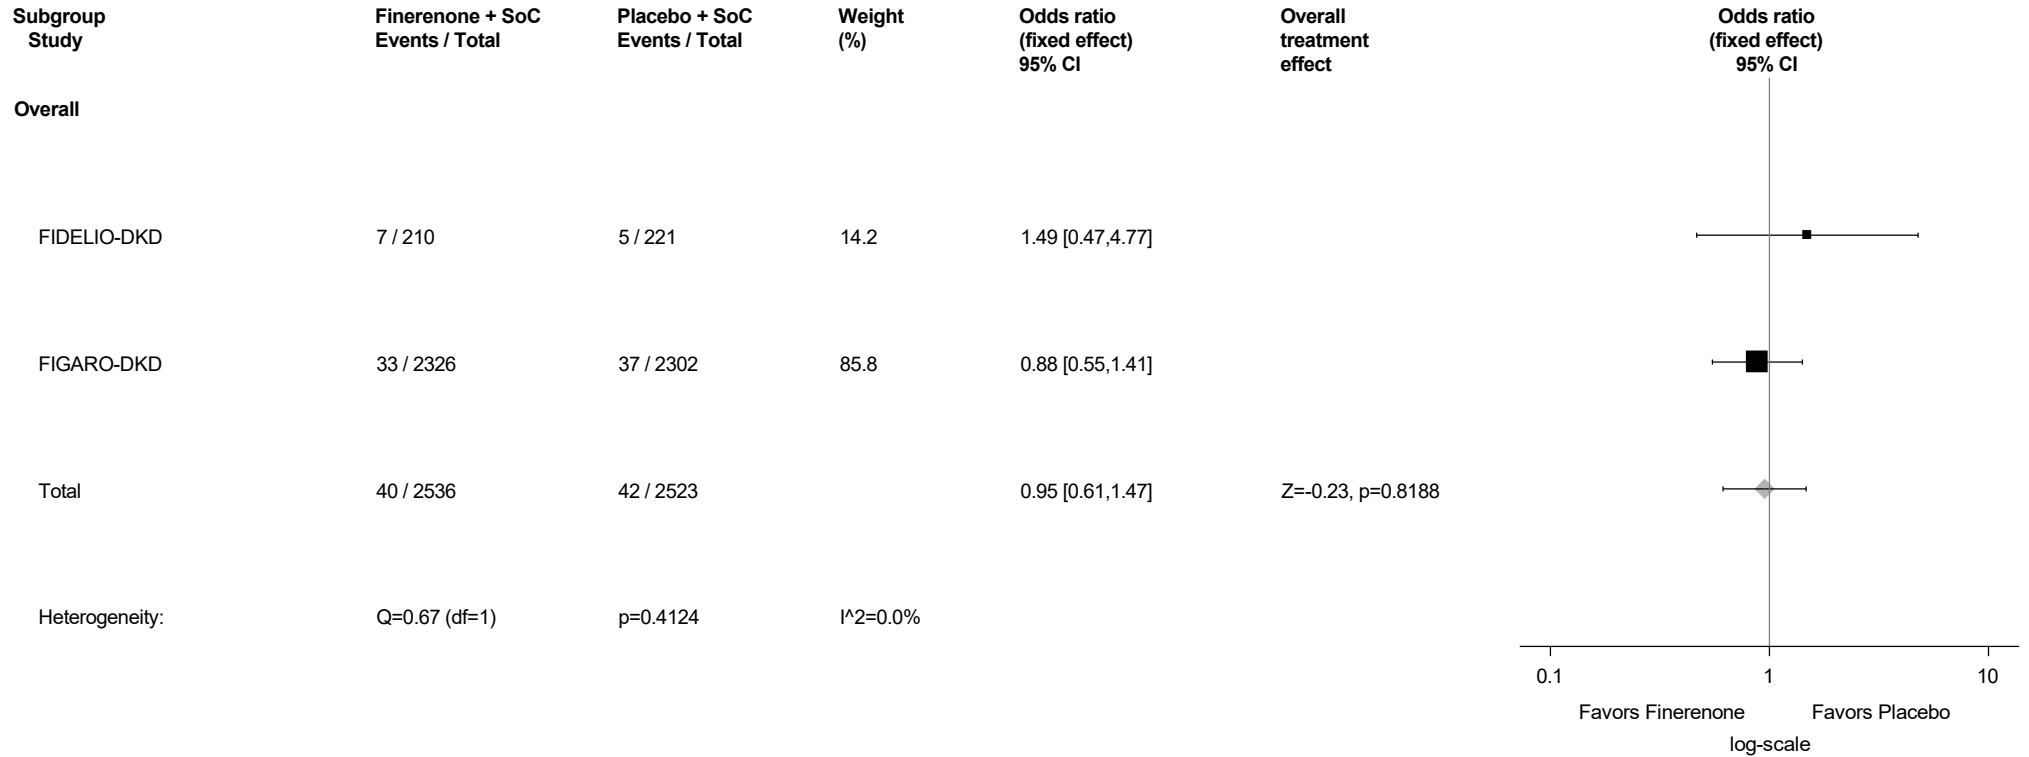 Subgroup Finerenone + SoC Placebo + SoC Weight Odds ratio Overall Odds ratio
Study Events / Total Events / Total (%) (fixed effect) treatment (fixed effect)
95% CI effect 95% CI
Overall
FIDELIO-DKD 7 / 210 5 / 221 14.2 1.49 [0.47,4.77]
FIGARO-DKD 33 / 2326 37 / 2302 85.8 0.88 [0.55,1.41]
Total 40 / 2536 42 / 2523 0.95 [0.61,1.47] Z=-0.23, p=0.8188
Heterogeneity: Q=0.67 (df=1) p=0.4124 I^2=0.0%
0.1 1 10
Favors Finerenone Favors Placebo
log-scale